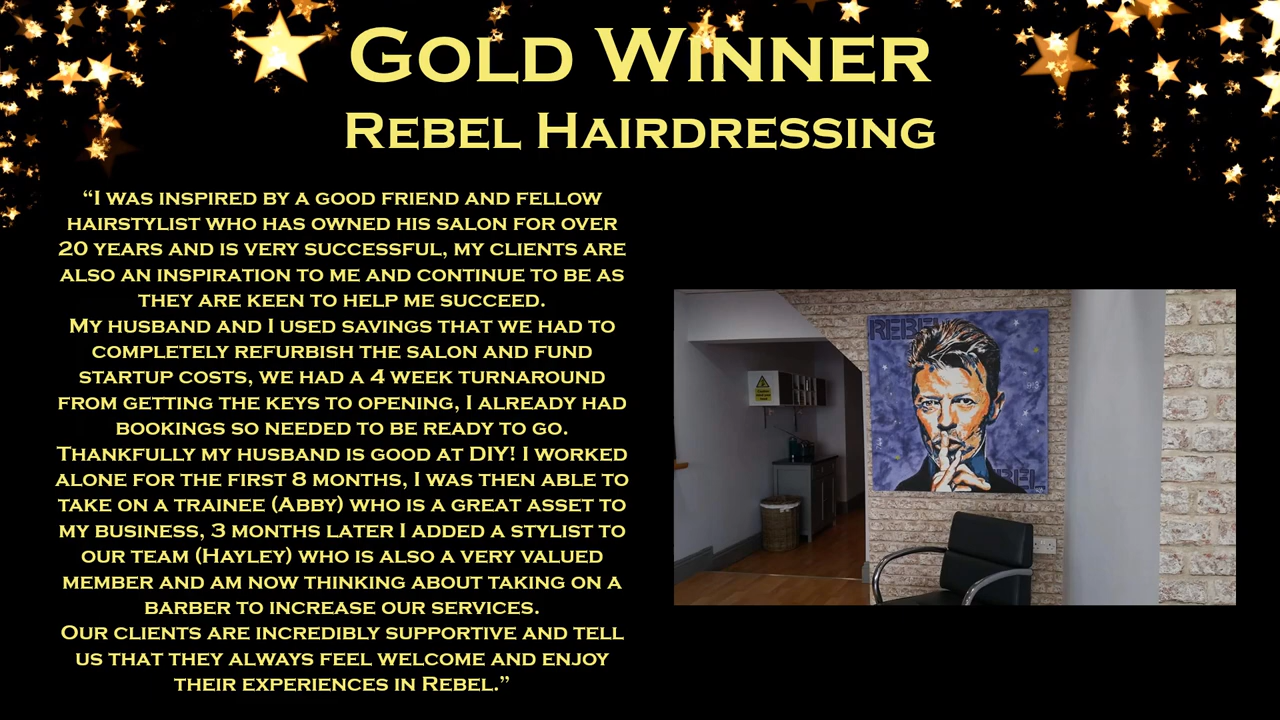 GOLD WINNER
REBEL HAIRDRESSING
“I WAS INSPIRED BY A GOOD FRIEND AND FELLOW
HAIRSTYLIST WHO HAS OWNED HIS SALON FOR OVER
20 YEARS AND IS VERY SUCCESSFUL, MY CLIENTS ARE
ALSO AN INSPIRATION TO ME AND CONTINUE TO BE AS
THEY ARE KEEN TO HELP ME SUCCEED.
MY HUSBAND AND I USED SAVINGS THAT WE HAD TO
COMPLETELY REFURBISH THE SALON AND FUND
STARTUP COSTS, WE HAD A 4 WEEK TURNAROUND
FROM GETTING THE KEYS TO OPENING, I ALREADY HAD
BOOKINGS SO NEEDED TO BE READY TO GO.
THANKFULLY MY HUSBAND IS GOOD AT DIY! I WORKED
ALONE FOR THE FIRST 8 MONTHS, I WAS THEN ABLE TO
TAKE ON A TRAINEE (ABBY) WHO IS A GREAT ASSET TO
MY BUSINESS, 3 MONTHS LATER I ADDED A STYLIST TO
OUR TEAM (HAYLEY) WHO IS ALSO A VERY VALUED
MEMBER AND AM NOW THINKING ABOUT TAKING ON A
BARBER TO INCREASE OUR SERVICES.
OUR CLIENTS ARE INCREDIBLY SUPPORTIVE AND TELL
US THAT THEY ALWAYS FEEL WELCOME AND ENJOY
THEIR EXPERIENCES IN REBEL.”
REBEL